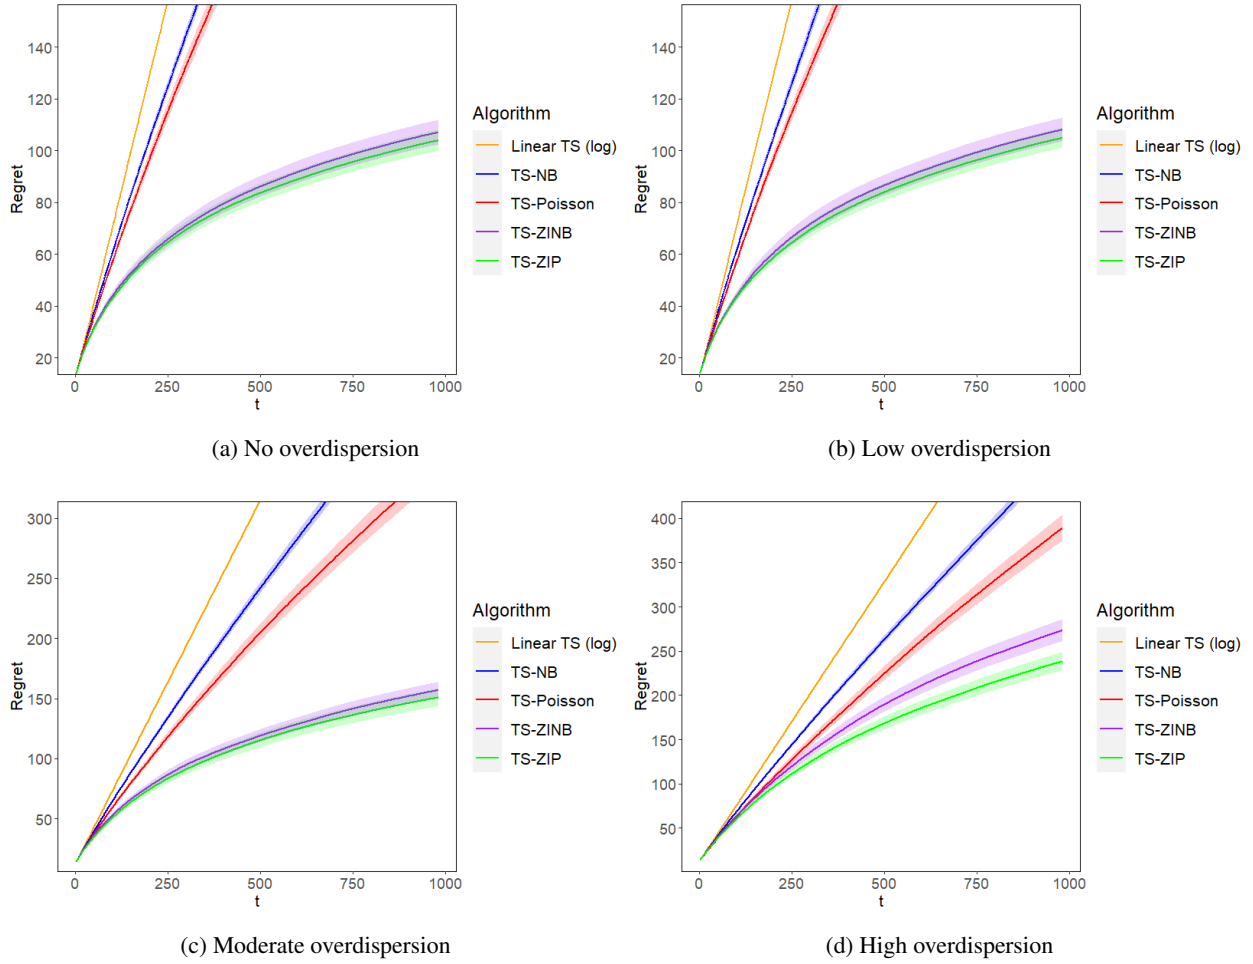 140
120
100
80
60
40
20
Regret
0
250
500
750
1000
t
Algorithm
Linear TS (log)
TS-NB
TS-Poisson
TS-ZINB
TS-ZIP
(a) No overdispersion
140
120
100
80
60
40
20
Regret
0
250
500
750
1000
t
Algorithm
Linear TS (log)
TS-NB
TS-Poisson
TS-ZINB
TS-ZIP
(b) Low overdispersion
300
250
200
150
100
50
Regret
0
250
500
750
1000
t
Algorithm
Linear TS (log)
TS-NB
TS-Poisson
TS-ZINB
TS-ZIP
(c) Moderate overdispersion
400
350
300
250
200
150
100
50
Regret
0
250
500
750
1000
t
Algorithm
Linear TS (log)
TS-NB
TS-Poisson
TS-ZINB
TS-ZIP
(d) High overdispersion